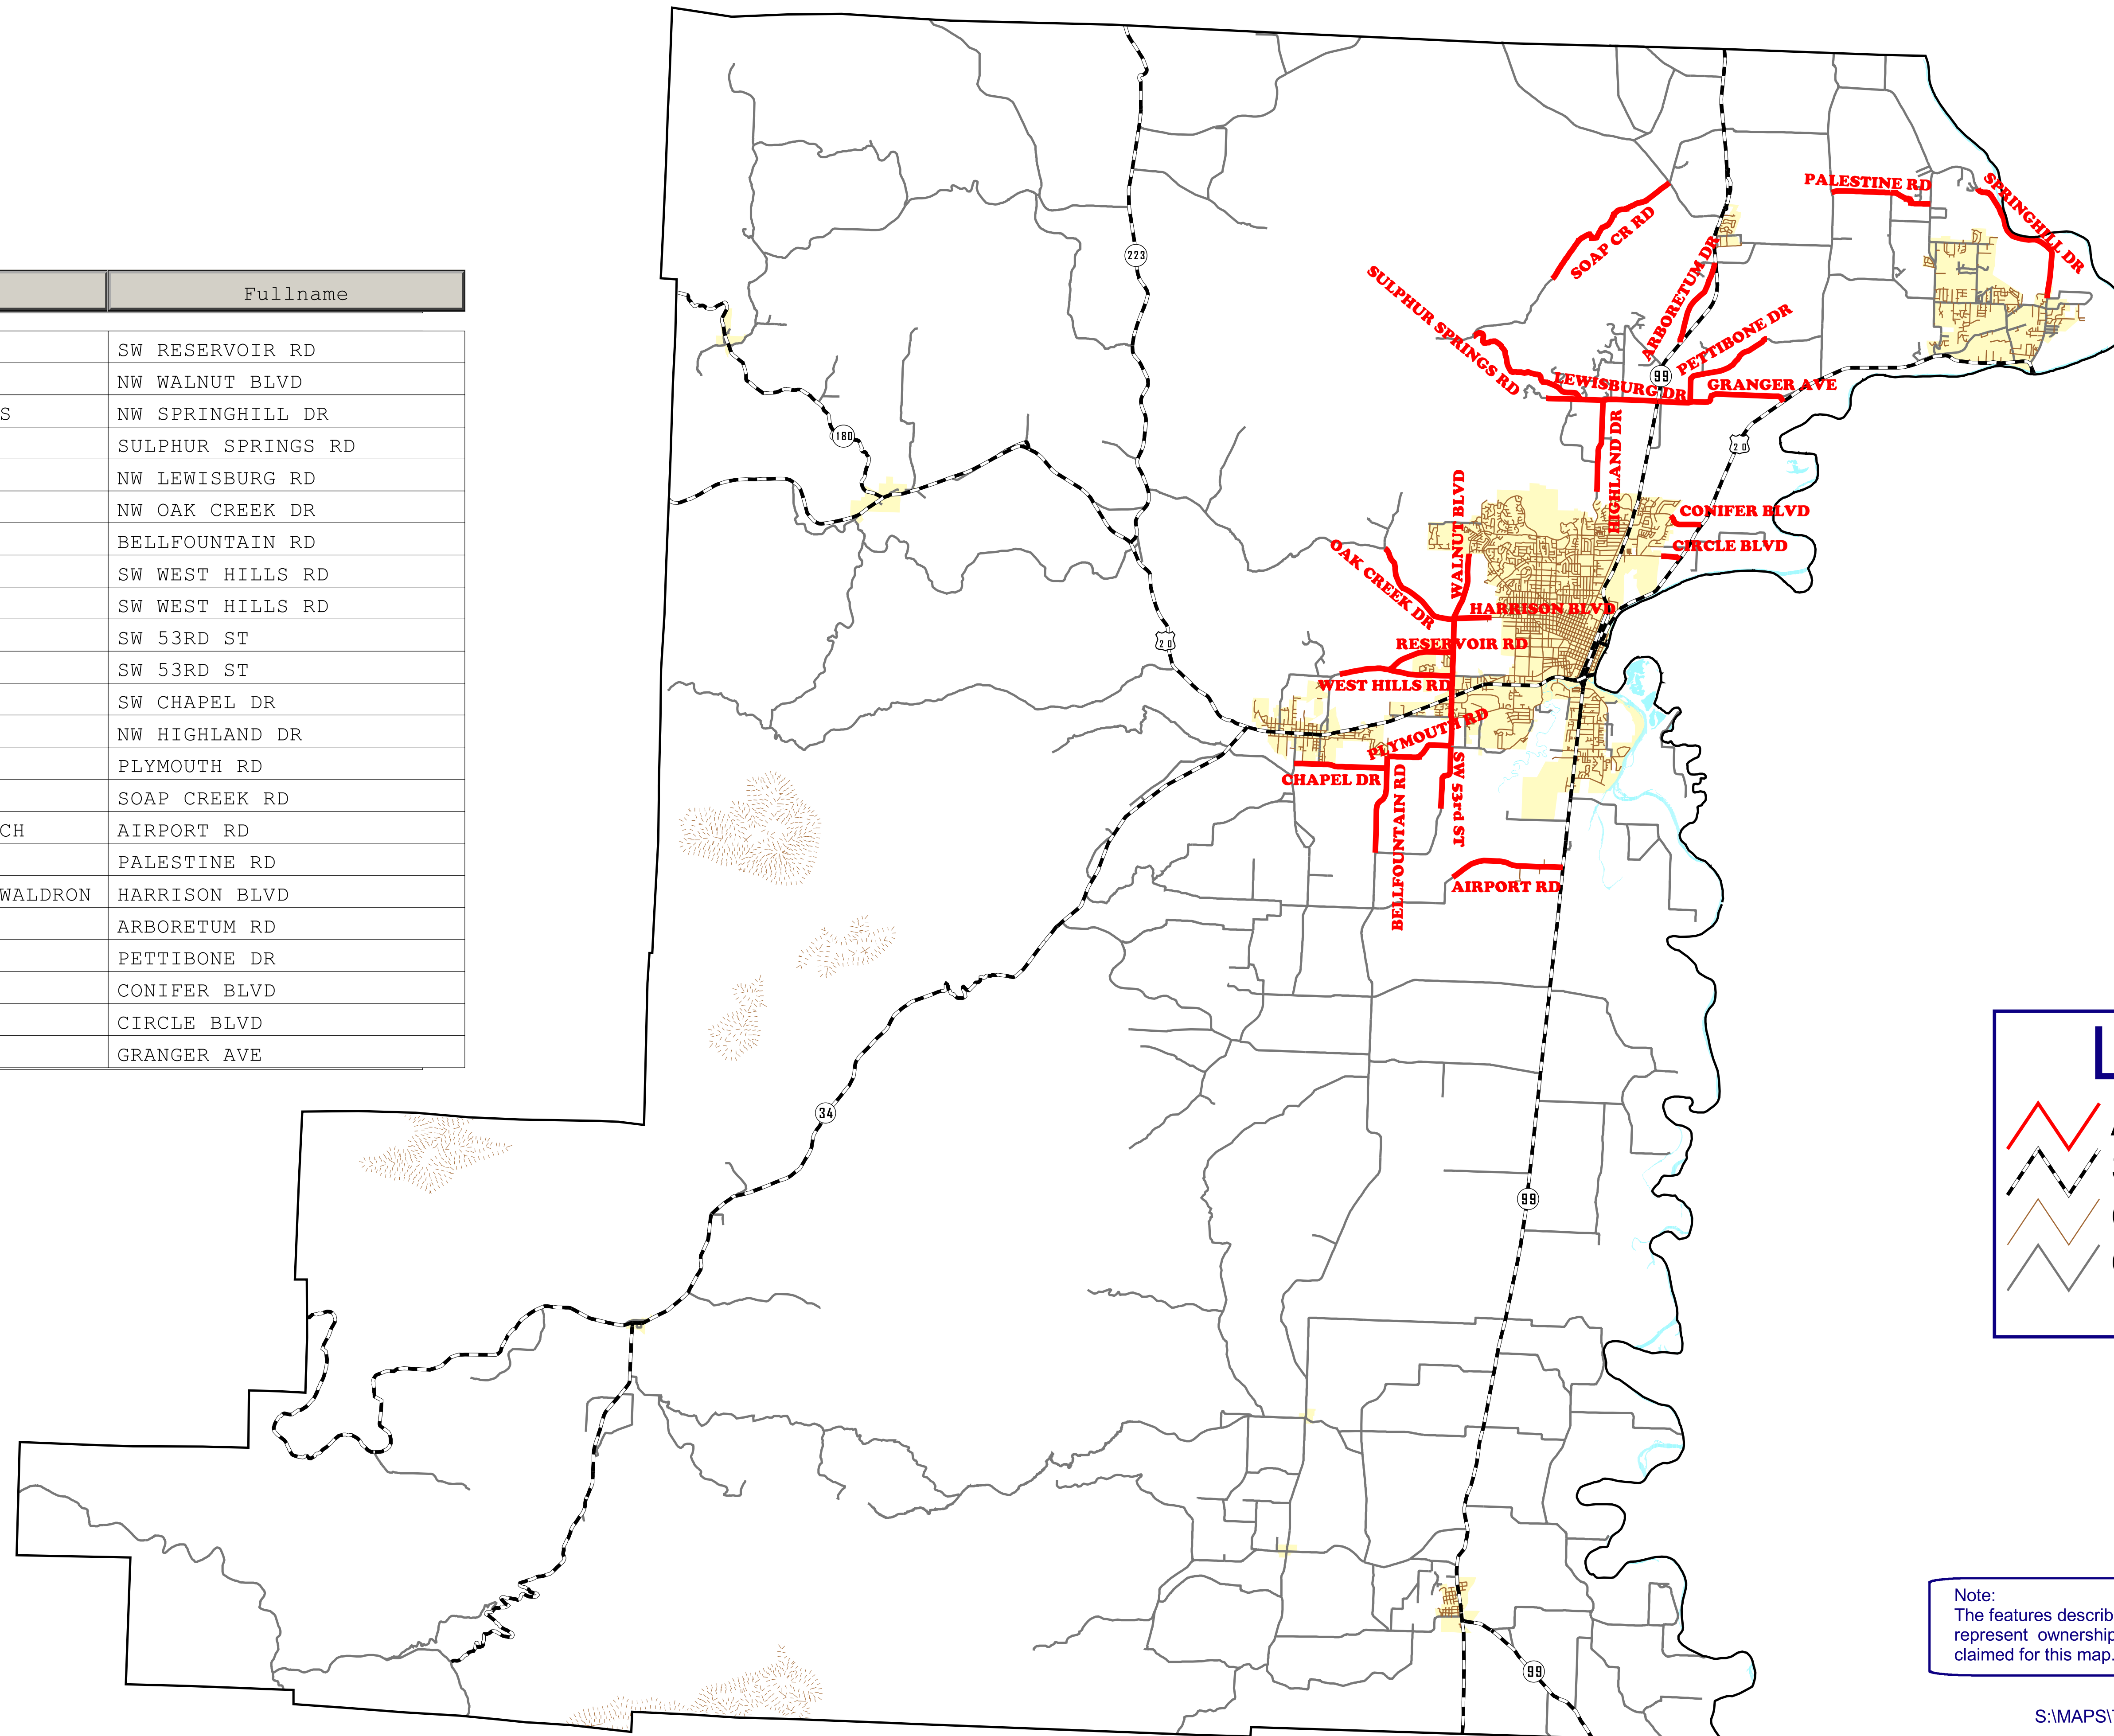 Fullname
SW RESERVOIR RD
NW WALNUT BLVD
S NW SPRINGHILL DR
SULPHUR SPRINGS RD
NW LEWISBURG RD
NW OAK CREEK DR
BELLFOUNTAIN RD
SW WEST HILLS RD
SW WEST HILLS RD
SW 53RD ST
SW 53RD ST
SW CHAPEL DR
NW HIGHLAND DR
PLYMOUTH RD
SOAP CREEK RD
CH AIRPORT RD
PALESTINE RD
WALDRON HARRISON BLVD
ARBORETUM RD
PETTIBONE DR
CONIFER BLVD
CIRCLE BLVD
GRANGER AVE
PALESTINE RD
SPRINGHILL DR
SOAP CR RD
223
ARBORETUM DR
SULPHUR SPRINGS RD
PETTIBONE DR
99
LEWISBURG DR
GRANGER AVE
180
20
HIGHLAND DR
WALNUT BLVD
CONIFER BLVD
CIRCLE BLVD
OAK CREEK DR
HARRISON BLVD
20
RESERVOIR RD
WEST HILLS RD
PLYMOUTH RD
CHAPEL DR
SW 53rd ST
BELLFOUNTAIN RD
AIRPORT RD
34
99
99
L
Note:
The features describ
represent ownership
claimed for this map.
S:\MAPS\